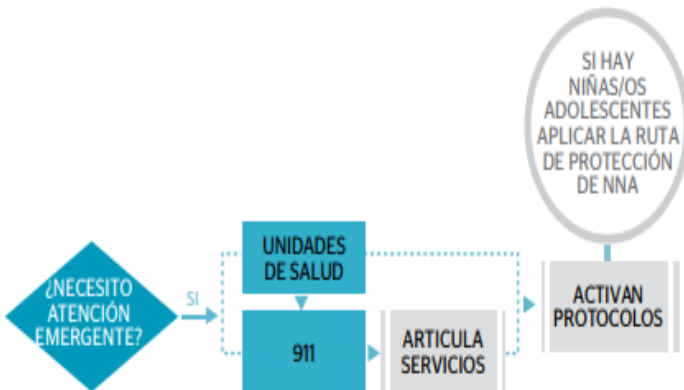 SI HAY
NIÑAS/OS
ADOLESCENTES
APLICAR LA RUTA
DE PROTECCIÓN
DE NNA
¿NECESITO
ATENCIÓN
EMERGENTE?
SI
UNIDADES
DE SALUD
911
ARTICULA
SERVICIOS
ACTIVAN
PROTOCOLOS